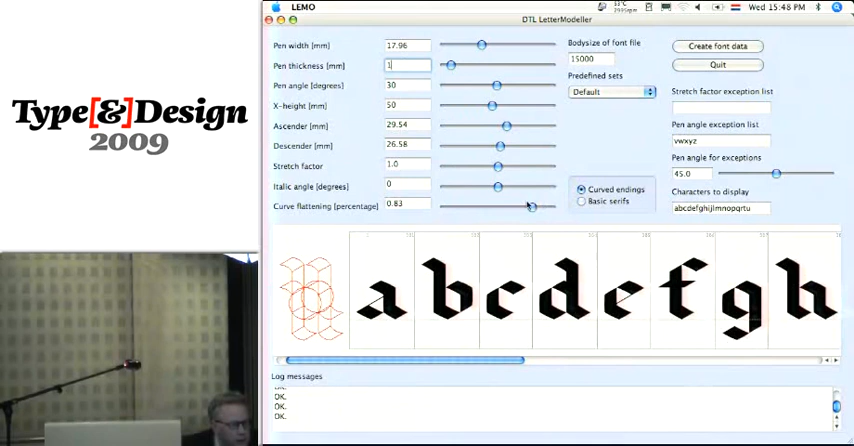 Type[&]Design
2009
LEMO
Wed 15:48 PM
DTL LetterModeller
Pen width [mm] 17.96
Pen thickness [mm] 1
Pen angle [degrees] 30
X-height [mm] 50
Ascender [mm] 29.54
Descender [mm] 26.58
Stretch factor 1.0
Italic angle [degrees] 0
Curve flattening [percentage] 0.83
Bodysize of font file
15000
Predefined sets
Default
Curved endings
Basic serifs
Create font data
Quit
Stretch factor exception list
Pen angle exception list
vwxyz
Pen angle for exceptions
45.0
Characters to display
abcdefghijlmnopqrtu
a b c d e f g h
Log messages
OK.
OK.
OK.